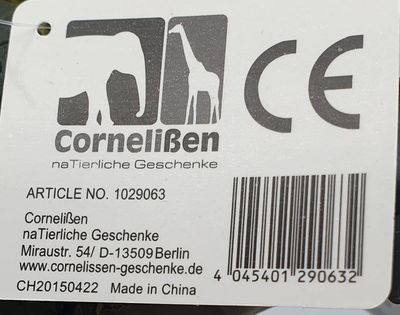 CE
Cornelißen
naTierliche Geschenke
ARTICLE NO. 1029063
Cornelißen
naTierliche Geschenke
Miraustr. 54/ D-13509 Berlin
www.cornelissen-geschenke.de
CH20150422 Made in China
4 045401 290632